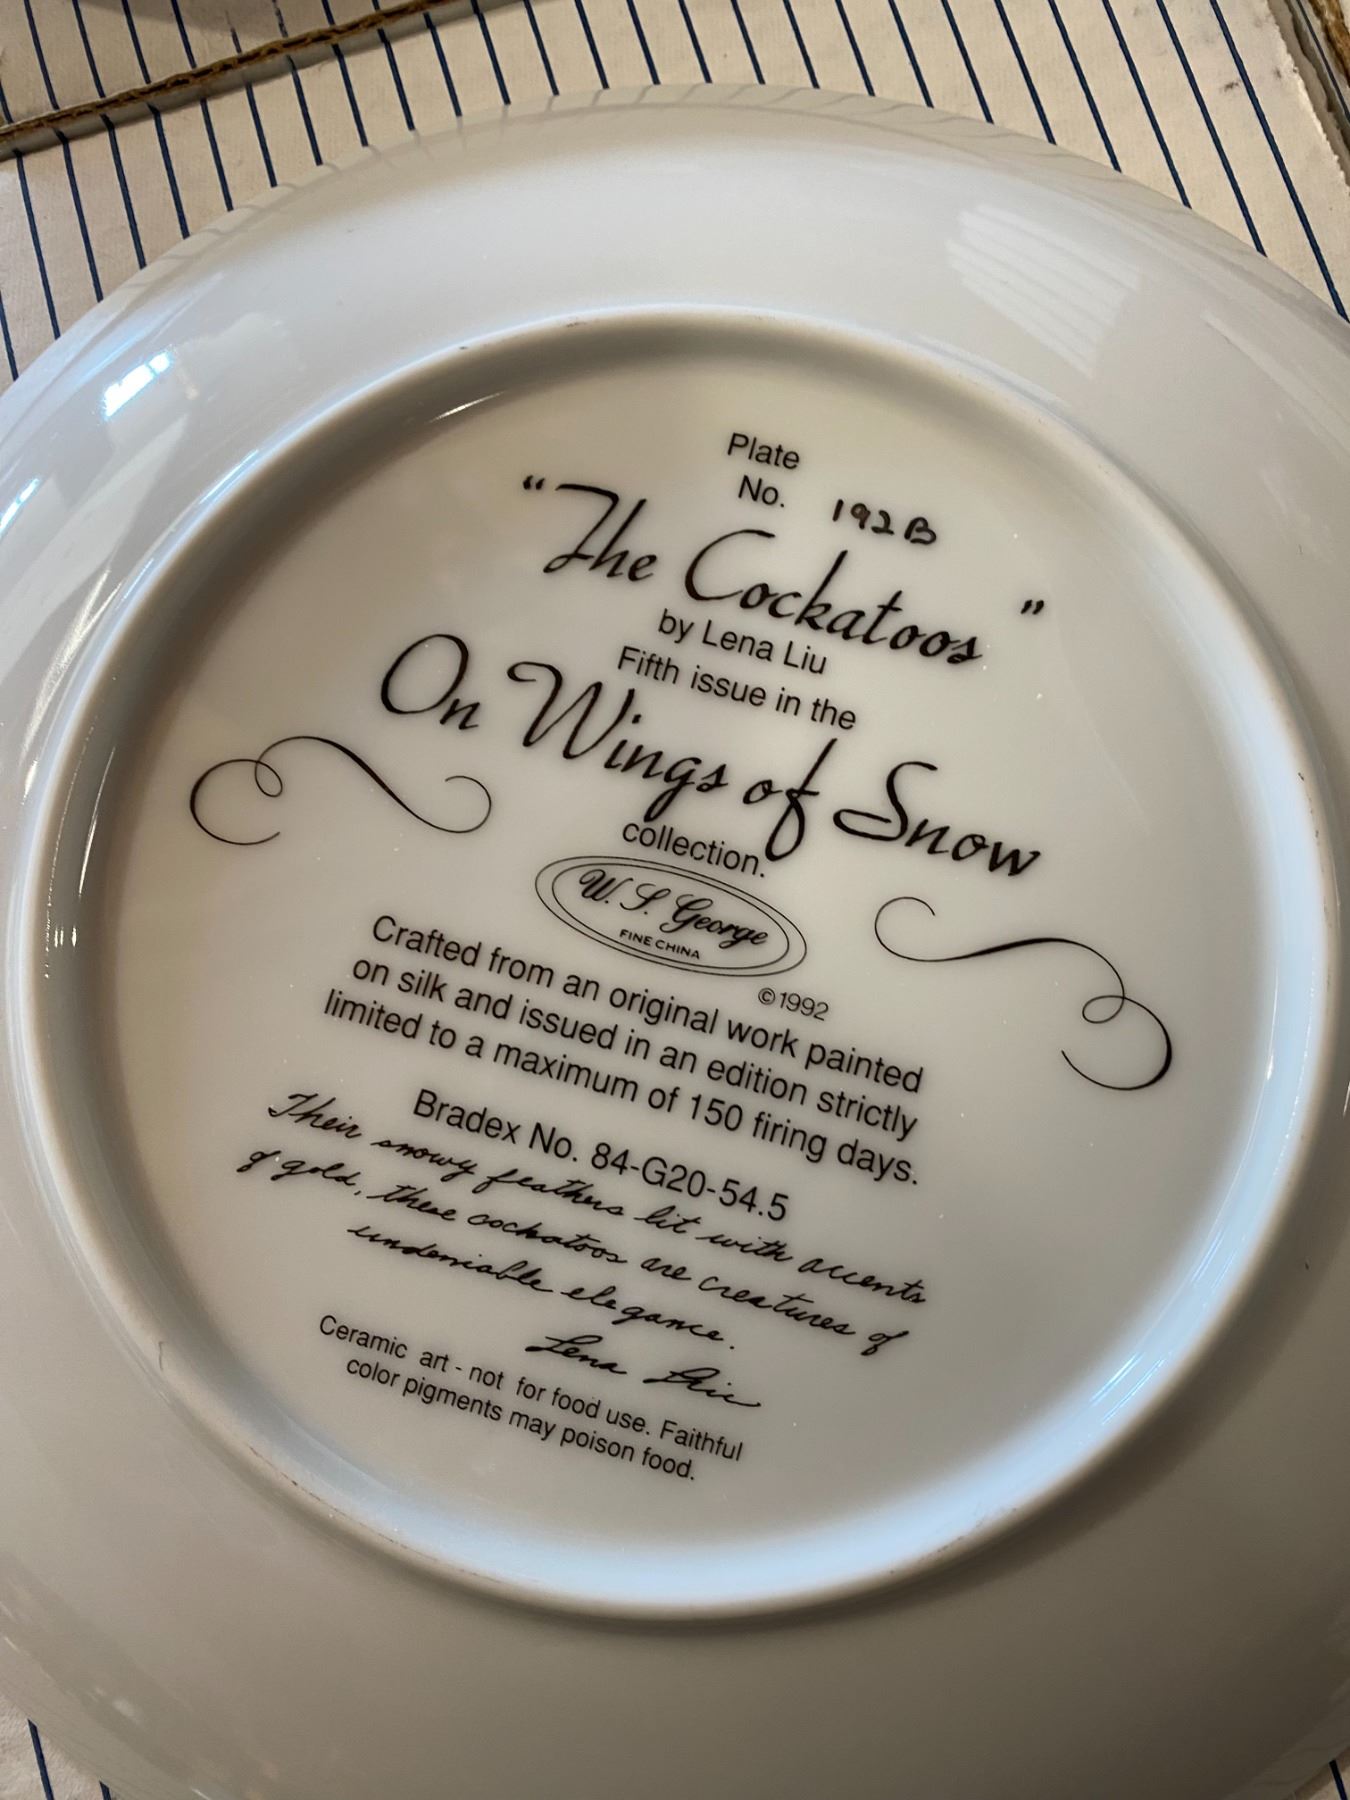 Plate
No. 192B
"The Cockatoos"
by Lena Liu
Fifth issue in the
On Wings of Snow
collection.
W. S. George
FINE CHINA
©1992
Crafted from an original work painted
on silk and issued in an edition strictly
limited to a maximum of 150 firing days.
Bradex No. 84-G20-54.5
Their snowy feathers lit with accents
of gold, these cockatoos are creatures of
undeniable elegance.
Lena Liu
Ceramic art - not for food use. Faithful
color pigments may poison food.